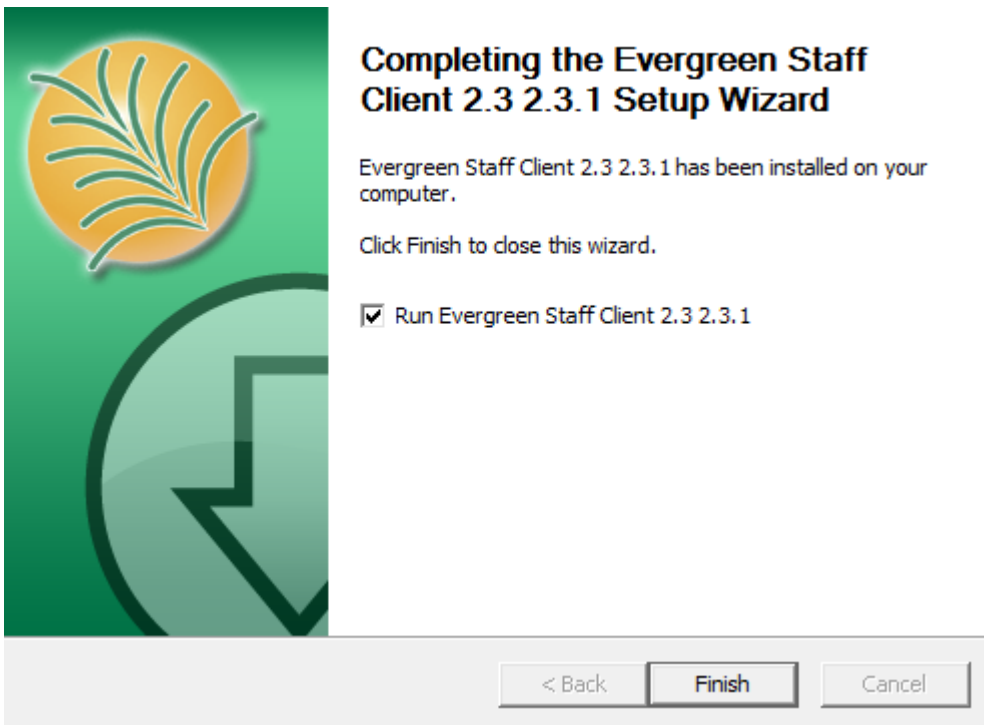 Completing the Evergreen Staff
Client 2.3 2.3.1 Setup Wizard
Evergreen Staff Client 2.3 2.3.1 has been installed on your
computer.
Click Finish to close this wizard.
Run Evergreen Staff Client 2.3 2.3.1
< Back Finish Cancel